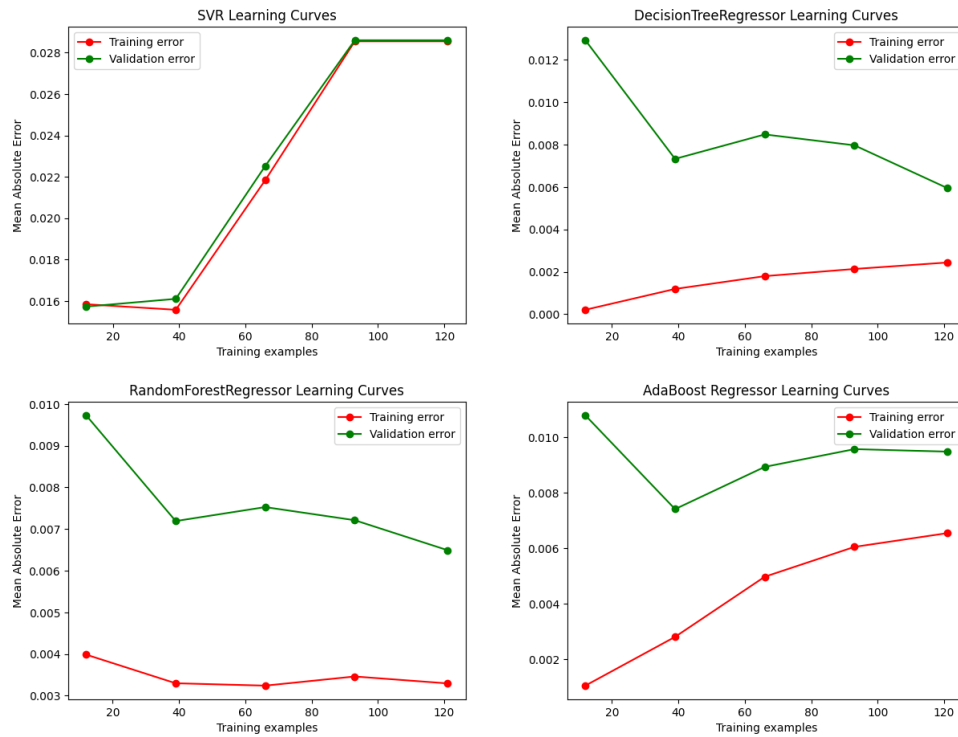 SVR Learning Curves
Training error
Validation error
Mean Absolute Error
0.028
0.026
0.024
0.022
0.020
0.018
0.016
20 40 60 80 100 120
Training examples
DecisionTreeRegressor Learning Curves
Training error
Validation error
Mean Absolute Error
0.012
0.010
0.008
0.006
0.004
0.002
0.000
20 40 60 80 100 120
Training examples
RandomForestRegressor Learning Curves
Training error
Validation error
Mean Absolute Error
0.010
0.009
0.008
0.007
0.006
0.005
0.004
0.003
20 40 60 80 100 120
Training examples
AdaBoost Regressor Learning Curves
Training error
Validation error
Mean Absolute Error
0.010
0.008
0.006
0.004
0.002
20 40 60 80 100 120
Training examples